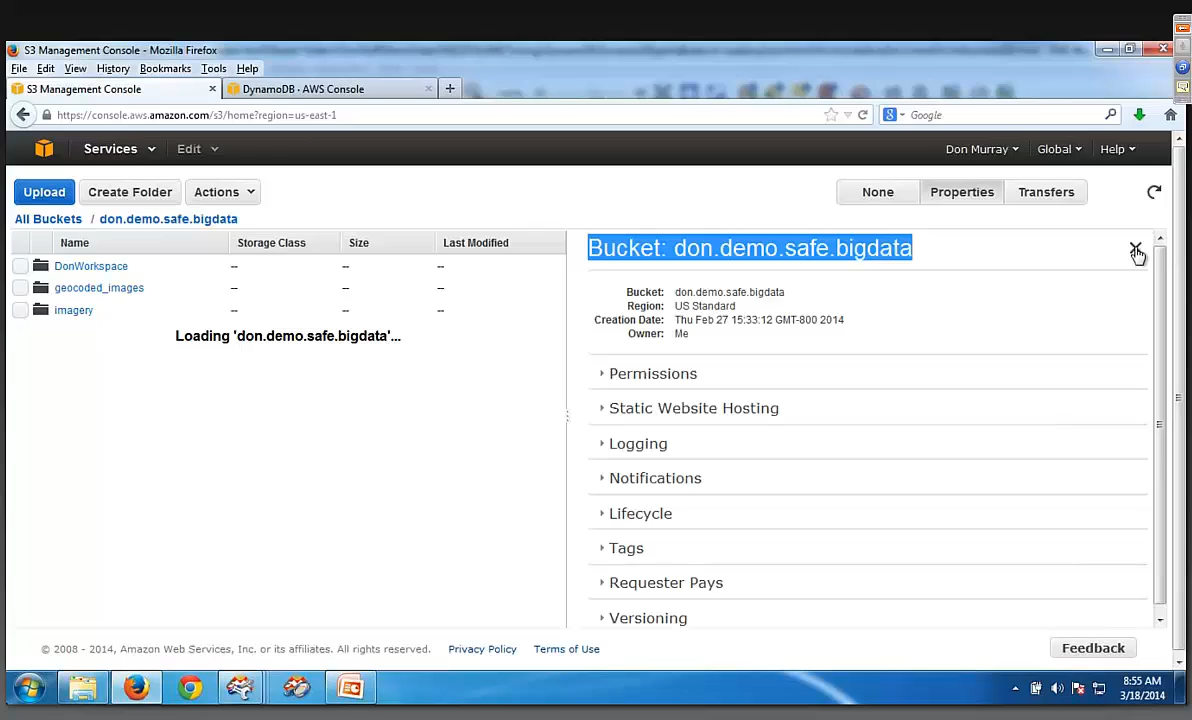 S3 Management Console - Mozilla Firefox
File Edit View History Bookmarks Tools Help
S3 Management Console × DynamoDB · AWS Console × +
https://console.aws.amazon.com/s3/home?region=us-east-1
Google
Services Edit Don Murray Global Help
Upload Create Folder Actions None Properties Transfers
All Buckets / don.demo.safe.bigdata
Name Storage Class Size Last Modified
DonWorkspace -- -- --
geocoded_images -- -- --
imagery -- -- --
Loading 'don.demo.safe.bigdata'...
Bucket: don.demo.safe.bigdata
Bucket: don.demo.safe.bigdata
Region: US Standard
Creation Date: Thu Feb 27 15:33:12 GMT-800 2014
Owner: Me
Permissions
Static Website Hosting
Logging
Notifications
Lifecycle
Tags
Requester Pays
Versioning
© 2008 - 2014, Amazon Web Services, Inc. or its affiliates. All rights reserved. Privacy Policy Terms of Use Feedback
8:55 AM
3/18/2014